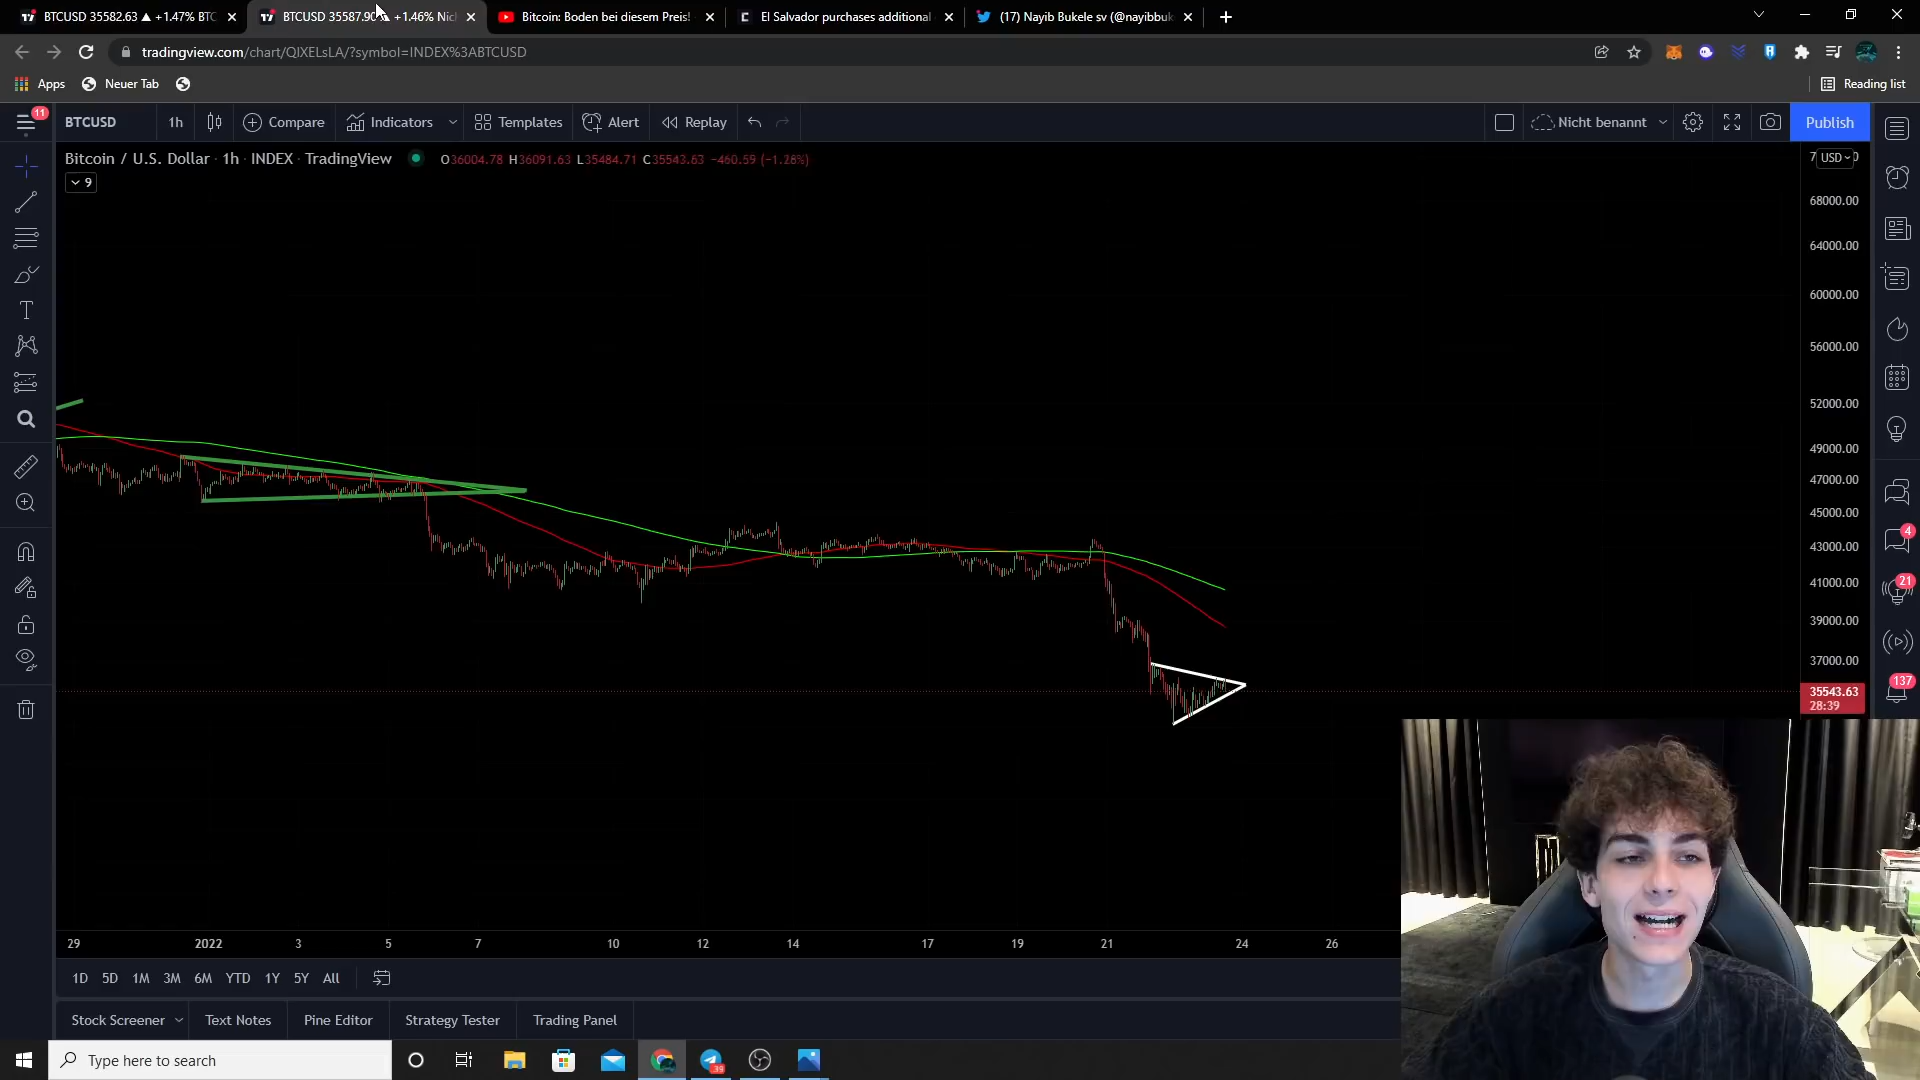 BTCUSD 35582.63 ▲ +1.47% BTC
BTCUSD 35587.90 ▲ +1.46% Nic
Bitcoin: Boden bei diesem Preis!
El Salvador purchases additional
(17) Nayib Bukele sv (@nayibbuk
tradingview.com/chart/QIXELsLA/?symbol=INDEX%3ABTCUSD
Apps
Neuer Tab
Reading list
11
BTCUSD
1h
Compare
Indicators
Templates
Alert
Replay
Nicht benannt
Publish
Bitcoin / U.S. Dollar · 1h · INDEX · TradingView
O36004.78 H36091.63 L35484.71 C35543.63 −460.59 (−1.28%)
9
USD
68000.00
64000.00
60000.00
56000.00
52000.00
49000.00
47000.00
45000.00
43000.00
41000.00
39000.00
37000.00
35543.63
28:39
4
21
137
29 2022 3 5 7 10 12 14 17 19 21 24 26
1D 5D 1M 3M 6M YTD 1Y 5Y All
Stock Screener
Text Notes
Pine Editor
Strategy Tester
Trading Panel
Type here to search
39